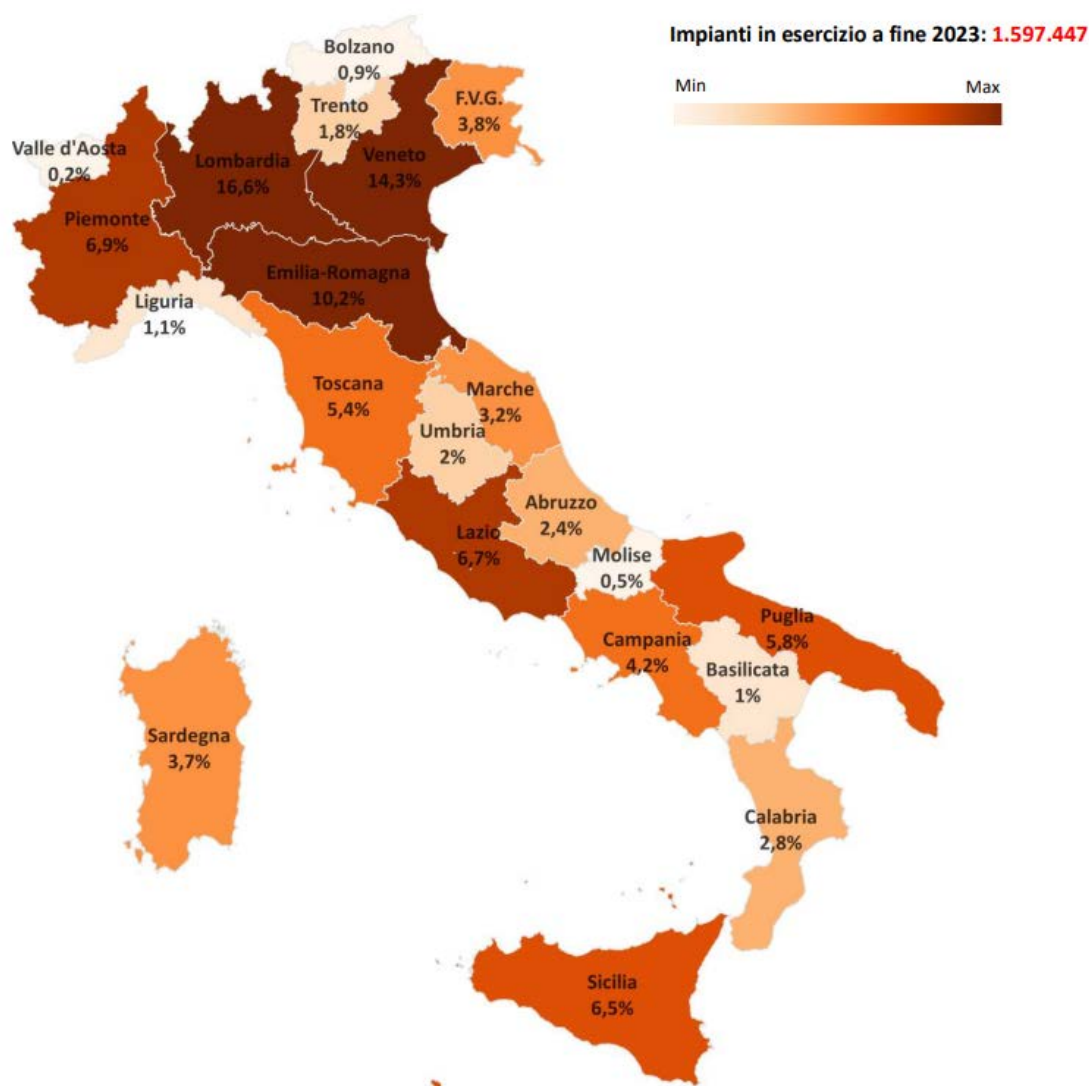 Impianti in esercizio a fine 2023: 1.597.447
Min Max
Bolzano
0,9%
Trento
1,8%
F.V.G.
3,8%
Valle d'Aosta
0,2%
Lombardia
16,6%
Veneto
14,3%
Piemonte
6,9%
Emilia-Romagna
10,2%
Liguria
1,1%
Toscana
5,4%
Marche
3,2%
Umbria
2%
Abruzzo
2,4%
Lazio
6,7%
Molise
0,5%
Puglia
5,8%
Campania
4,2%
Basilicata
1%
Sardegna
3,7%
Calabria
2,8%
Sicilia
6,5%